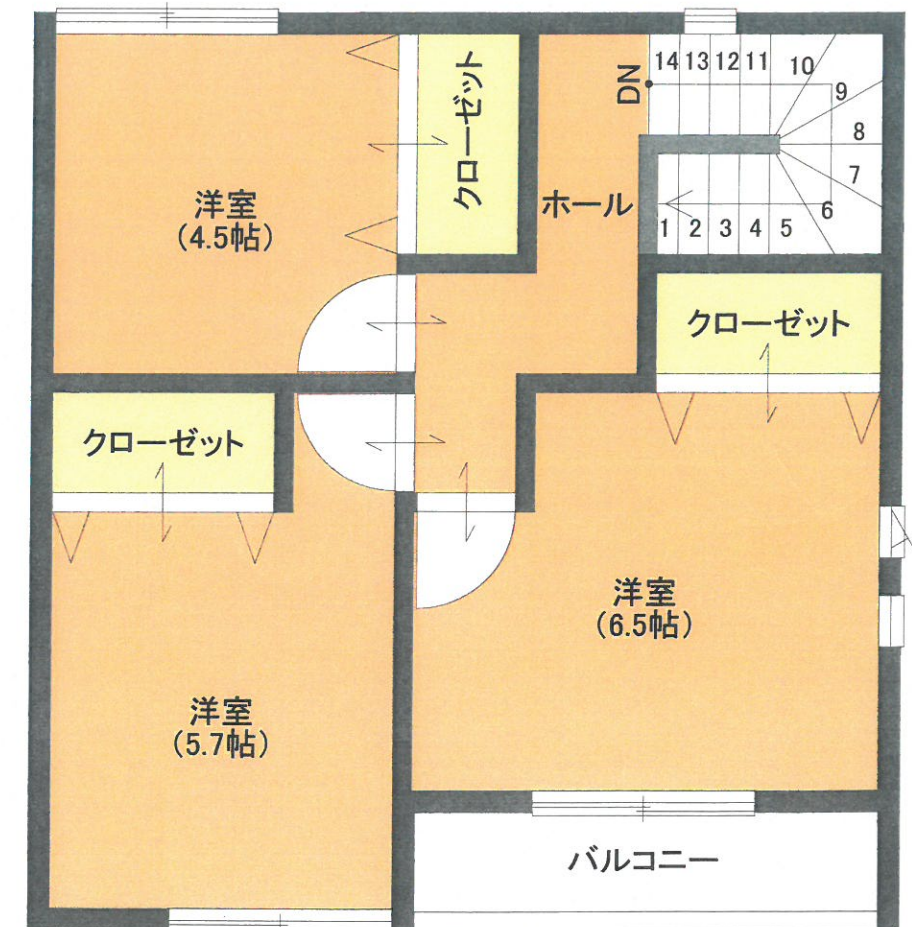 洋室
(4.5帖)
クローゼット
ホール
DN
14 13 12 11 10 9 8 7 6
1 2 3 4 5
クローゼット
クローゼット
洋室
(6.5帖)
洋室
(5.7帖)
バルコニー